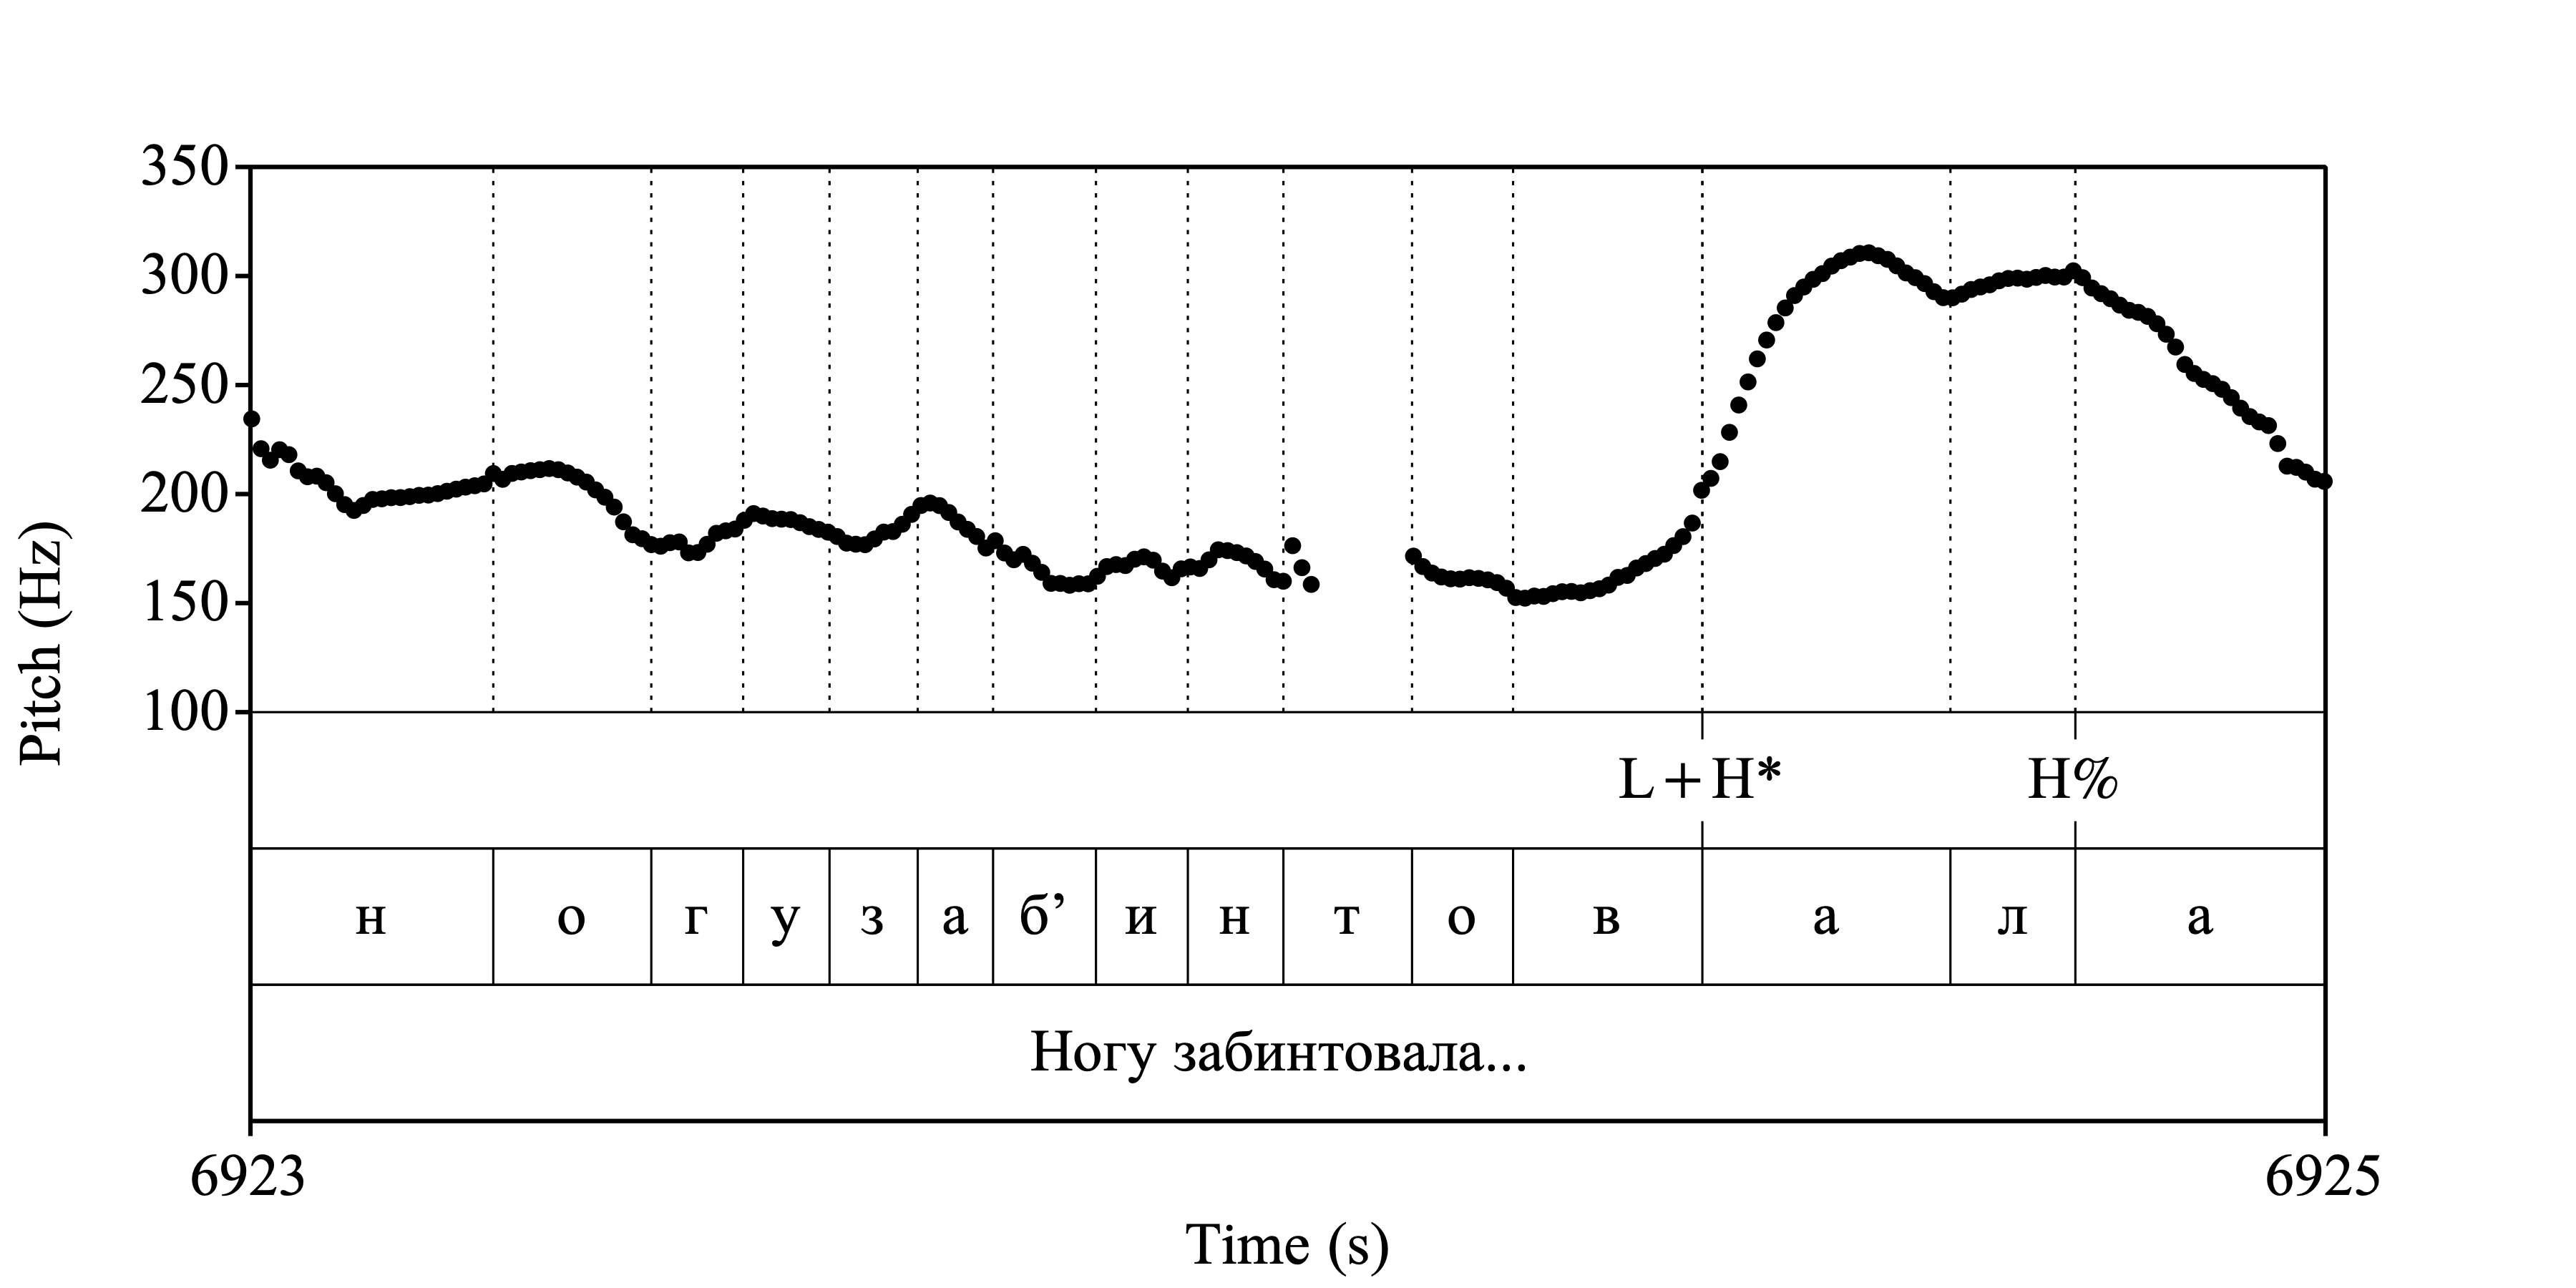 350
300
250
200
150
100
Pitch (Hz)
L+H* H%
н о г у з а б’ и н т о в а л а
Ногу забинтовала...
6923 6925
Time (s)